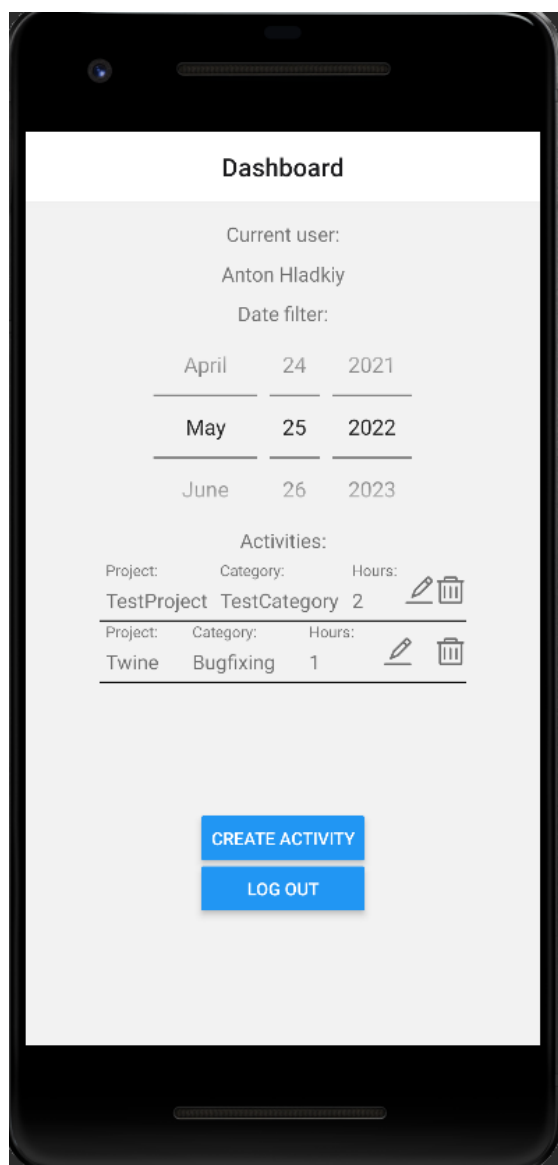 Dashboard
Current user:
Anton Hladkiy
Date filter:
April 24 2021
May 25 2022
June 26 2023
Activities:
Project: Category: Hours:
TestProject TestCategory 2
Project: Category: Hours:
Twine Bugfixing 1
CREATE ACTIVITY
LOG OUT